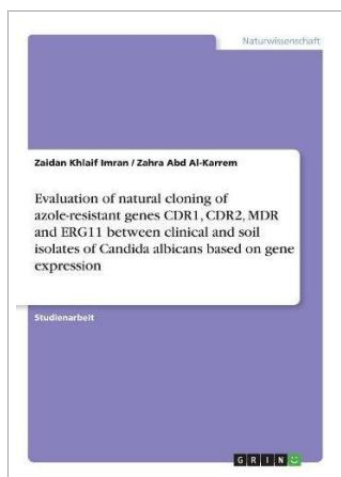 Naturwissenschaft
Zaidan Khlaif Imran / Zahra Abd Al-Karrem
Evaluation of natural cloning of
azole-resistant genes CDR1, CDR2, MDR
and ERG11 between clinical and soil
isolates of Candida albicans based on gene
expression
Studienarbeit
G R I N